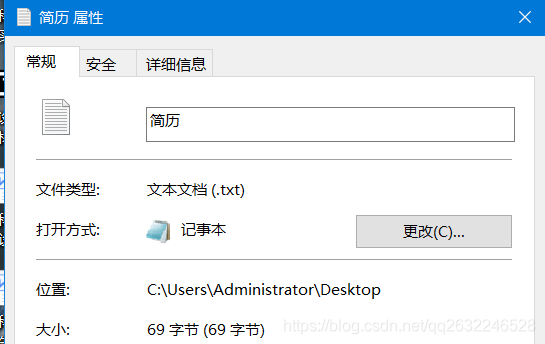 简历 属性
常规 安全 详细信息
简历
文件类型: 文本文档 (.txt)
打开方式: 记事本 更改(C)...
位置: C:\Users\Administrator\Desktop
大小: 69 字节 (69 字节)
https://blog.csdn.net/qq2632246528